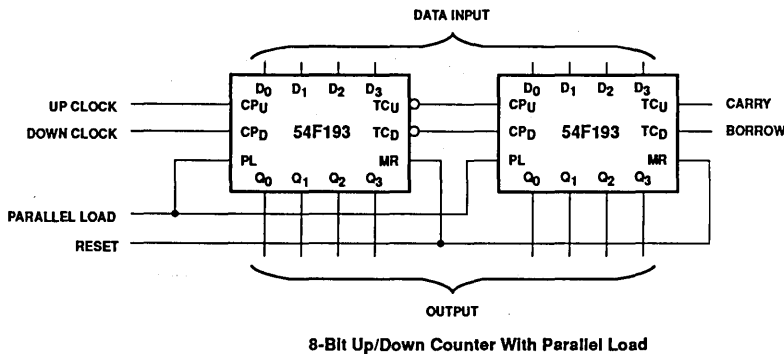 DATA INPUT
D0 D1 D2 D3 D0 D1 D2 D3
UP CLOCK CPU TCU CPU TCU CARRY
DOWN CLOCK CPD 54F193 TCD CPD 54F193 TCD BORROW
PL MR PL MR
Q0 Q1 Q2 Q3 Q0 Q1 Q2 Q3
PARALLEL LOAD
RESET
OUTPUT
8-Bit Up/Down Counter With Parallel Load